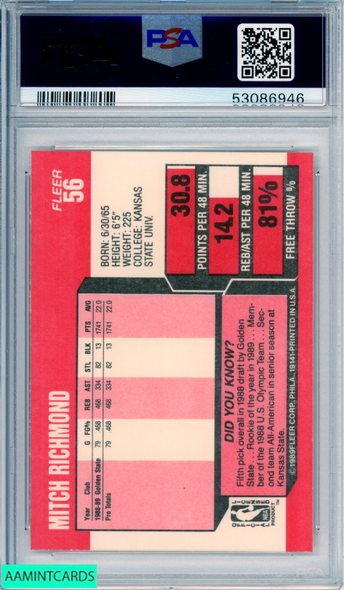 PSA
53086946
FLEER
56
MITCH RICHMOND
BORN: 6/30/65
HEIGHT: 6'5"
WEIGHT: 225
COLLEGE: KANSAS
STATE UNIV.
30.8
POINTS PER 48 MIN.
14.2
REB/AST PER 48 MIN.
81%
FREE THROW %
Year Club G FG% REB AST STL BLK PTS AVG
1988-89 Golden State 79 468 468 334 82 13 1741 22.0
Pro Totals 79 468 468 334 82 13 1741 22.0
DID YOU KNOW?
Fifth pick overall in 1988 draft by Golden
State . . . Rookie of the year in 1989 . . . Mem-
ber of the 1988 U.S. Olympic Team . . . Sec-
ond team All-American in senior season at
Kansas State.
OFFICIAL LICENSED
NBA
PRODUCT
TM
©1989 FLEER CORP., PHILA. 19141-PRINTED IN U.S.A.
AAMINTCARDS